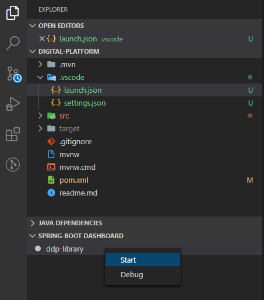 EXPLORER
OPEN EDITORS
launch.json .vscode
DIGITAL-PLATFORM
.mvn
.vscode
launch.json
settings.json
src
target
.gitignore
mvnw
mvnw.cmd
pom.xml M
readme.md
JAVA DEPENDENCIES
SPRING-BOOT DASHBOARD
ddp-library
Start
Debug